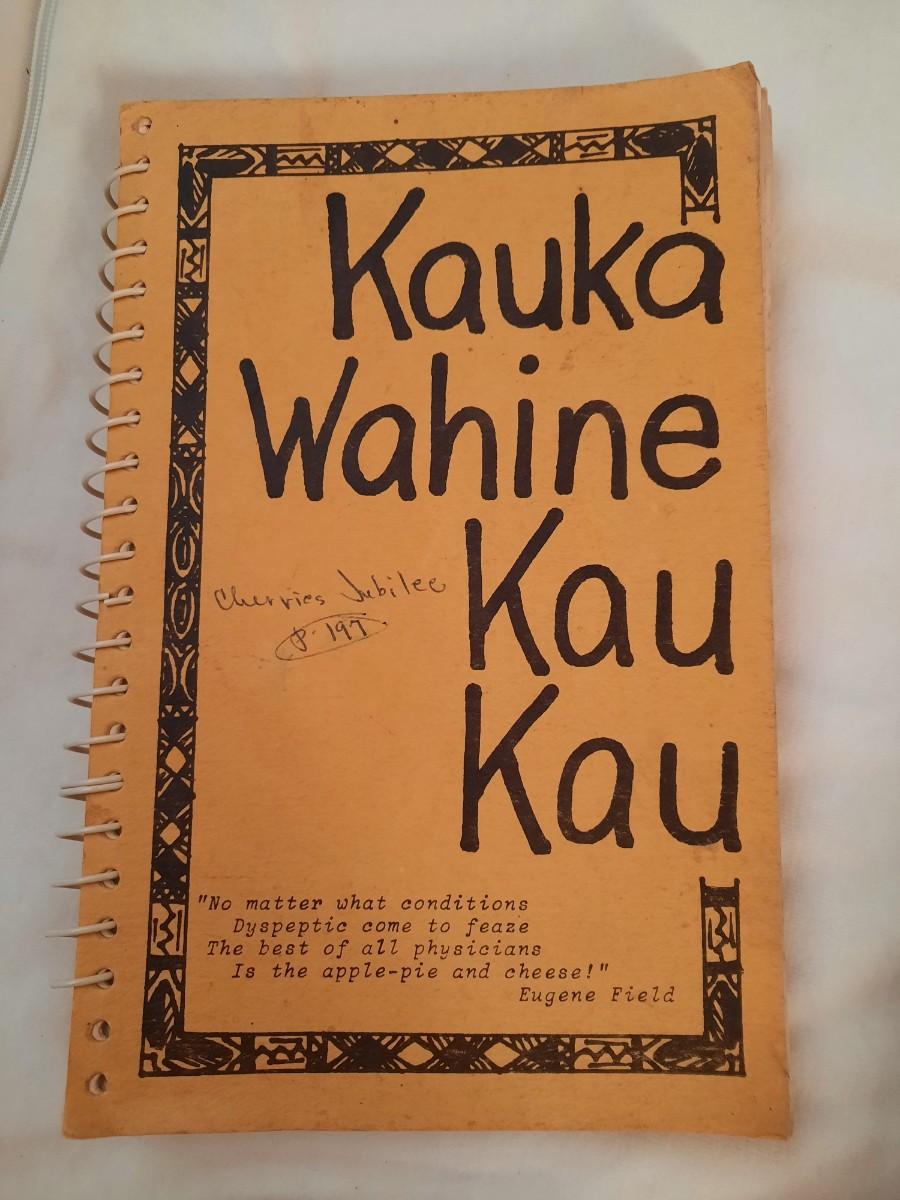 Kauka
Wahine
Kau
Cherries Jubilee
p. 197
Kau
"No matter what conditions
Dyspeptic come to feaze
The best of all physicians
Is the apple-pie and cheese!"
Eugene Field